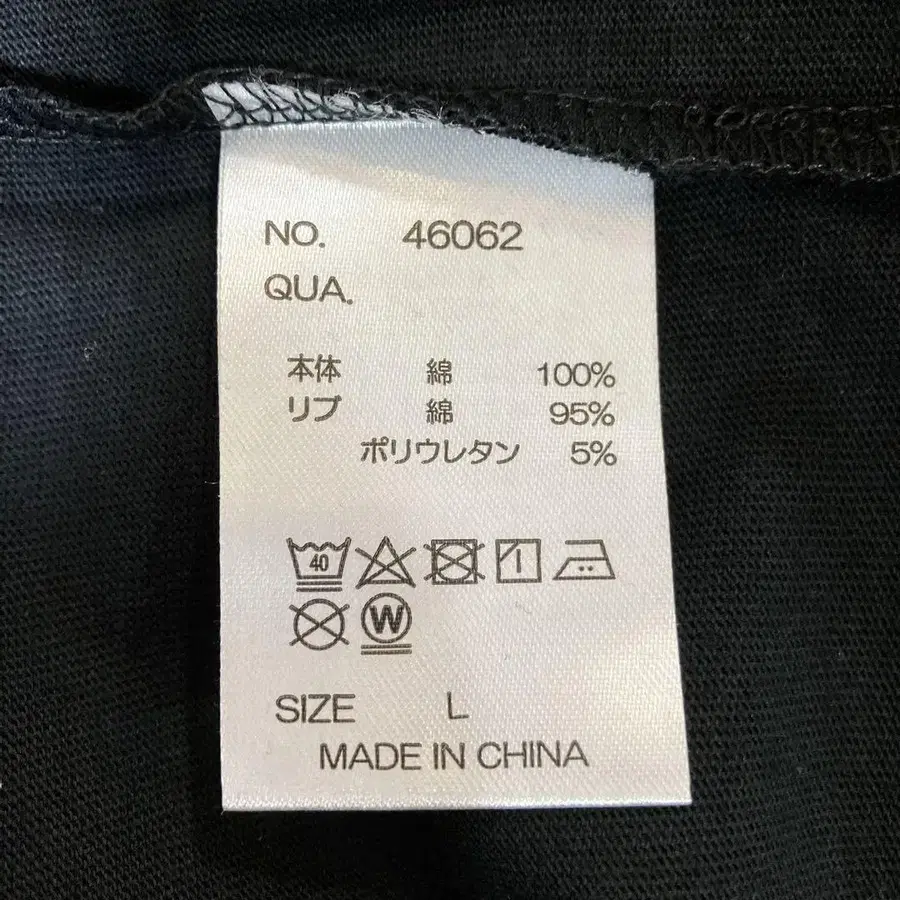 NO. 46062
QUA.
本体 綿 100%
リブ 綿 95%
ポリウレタン 5%
40
W
SIZE L
MADE IN CHINA